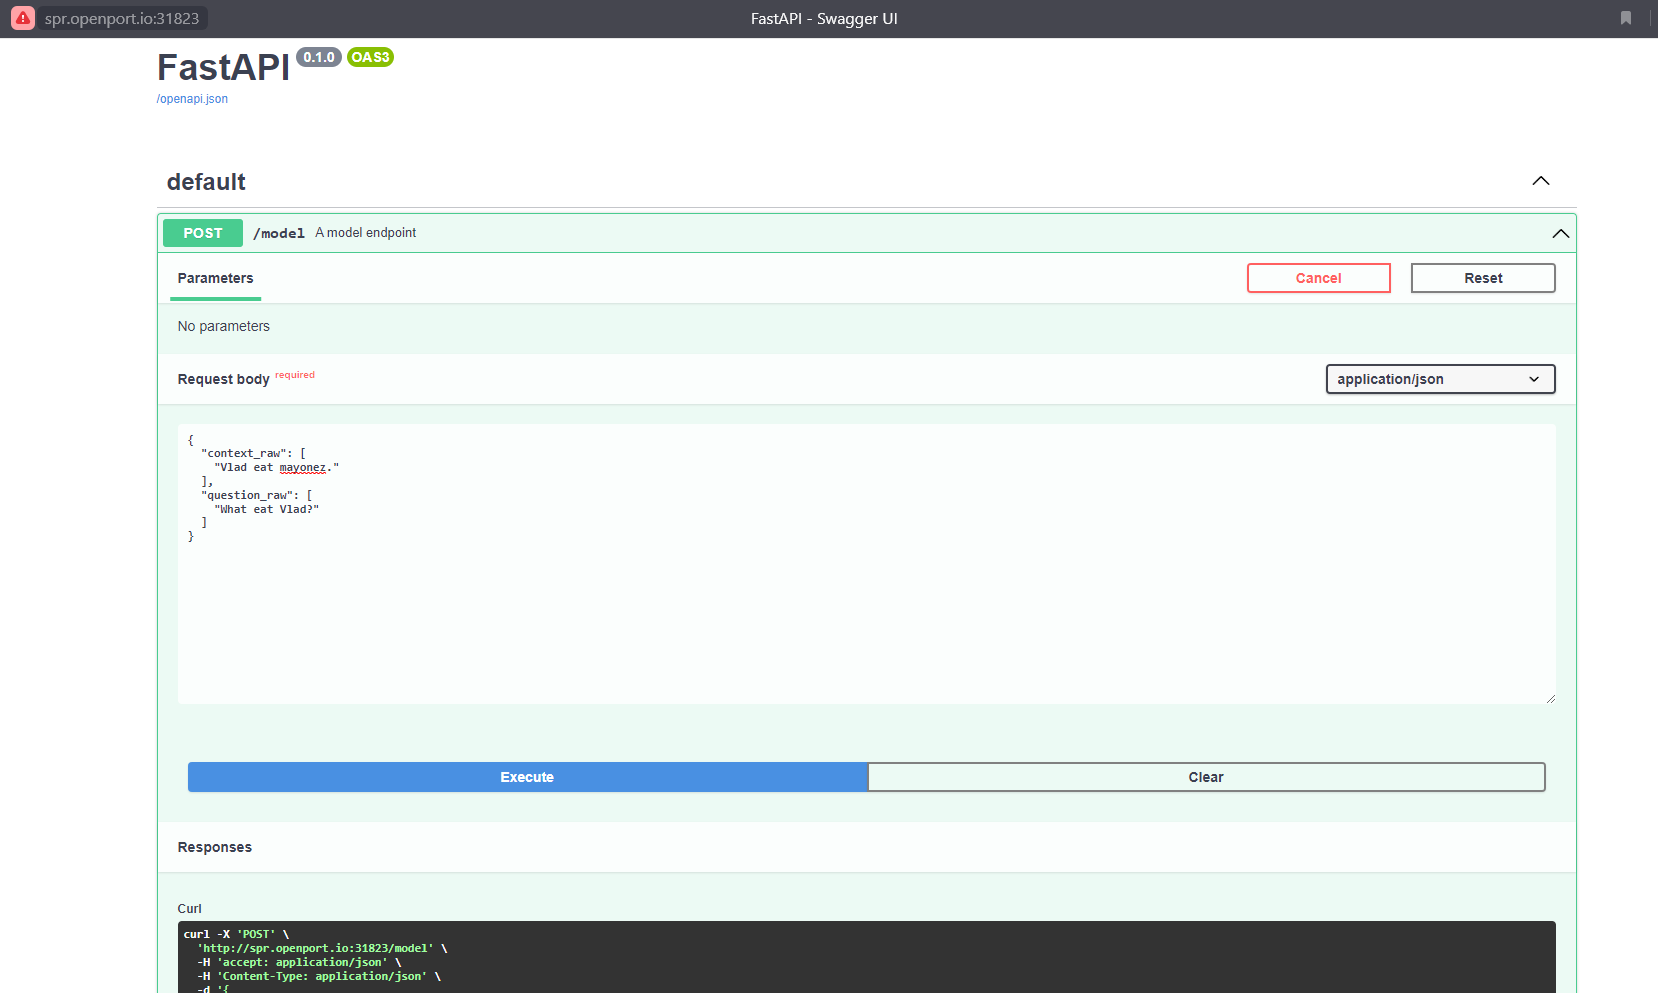 spr.openport.io:31823
FastAPI - Swagger UI
FastAPI 0.1.0 OAS3
/openapi.json
default
POST /model A model endpoint
Parameters
Cancel
Reset
No parameters
Request body required
application/json
{
  "context_raw": [
    "Vlad eat mayonez."
  ],
  "question_raw": [
    "What eat Vlad?"
  ]
}
Execute
Clear
Responses
Curl
curl -X 'POST' \
  'http://spr.openport.io:31823/model' \
  -H 'accept: application/json' \
  -H 'Content-Type: application/json' \
  -d '{